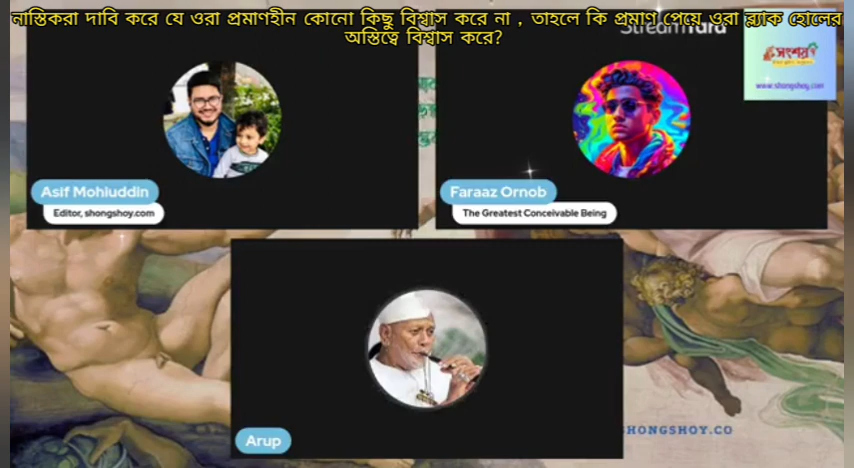 নাস্তিকরা দাবি করে যে ওরা প্রমাণহীন কোনো কিছু বিশ্বাস করে না , তাহলে কি প্রমাণ পেয়ে ওরা ব্ল্যাক হোলের
অস্তিত্বে বিশ্বাস করে?
StreamYard
সংশয়
www.shongshoy.com
Asif Mohiuddin
Editor, shongshoy.com
Faraaz Ornob
The Greatest Conceivable Being
Arup
SHONGSHOY.CO